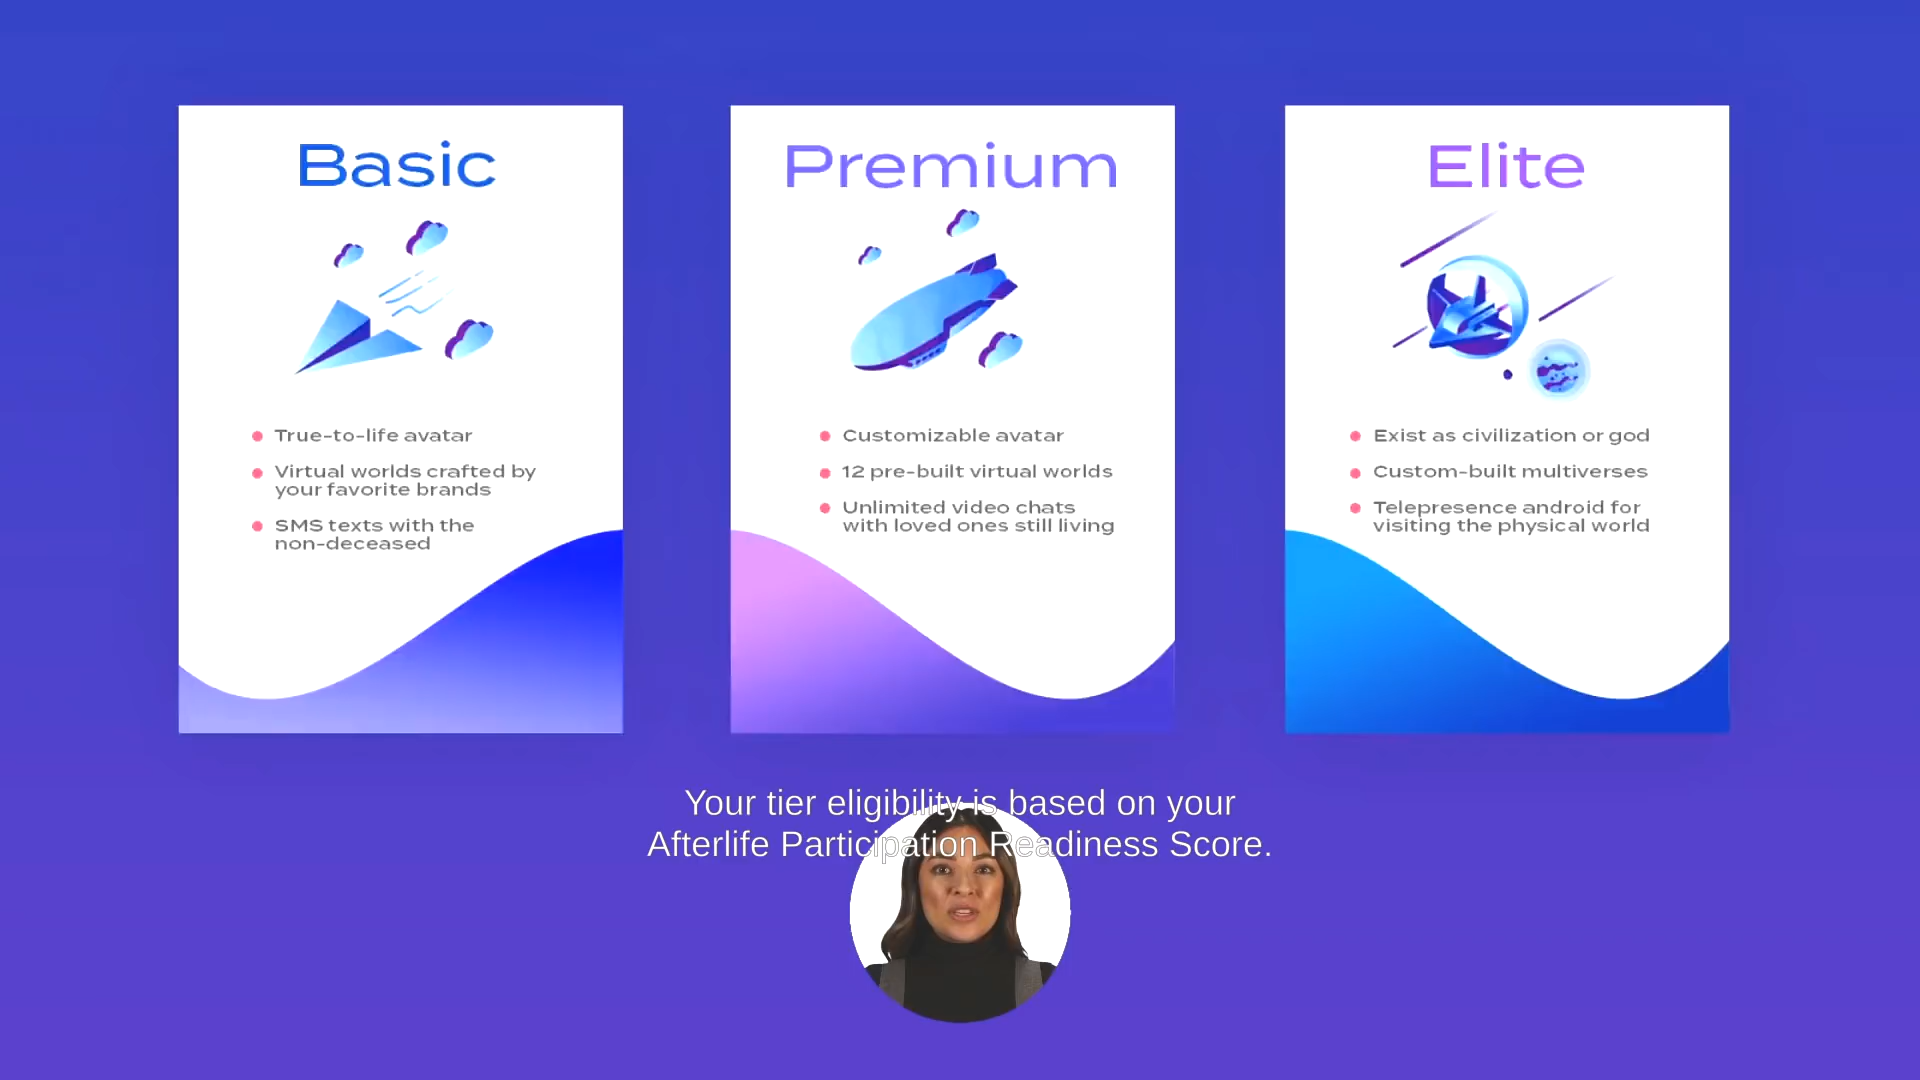 Basic
True-to-life avatar
Virtual worlds crafted by
your favorite brands
SMS texts with the
non-deceased
Premium
Customizable avatar
12 pre-built virtual worlds
Unlimited video chats
with loved ones still living
Elite
Exist as civilization or god
Custom-built multiverses
Telepresence android for
visiting the physical world
Your tier eligibility is based on your
Afterlife Participation Readiness Score.